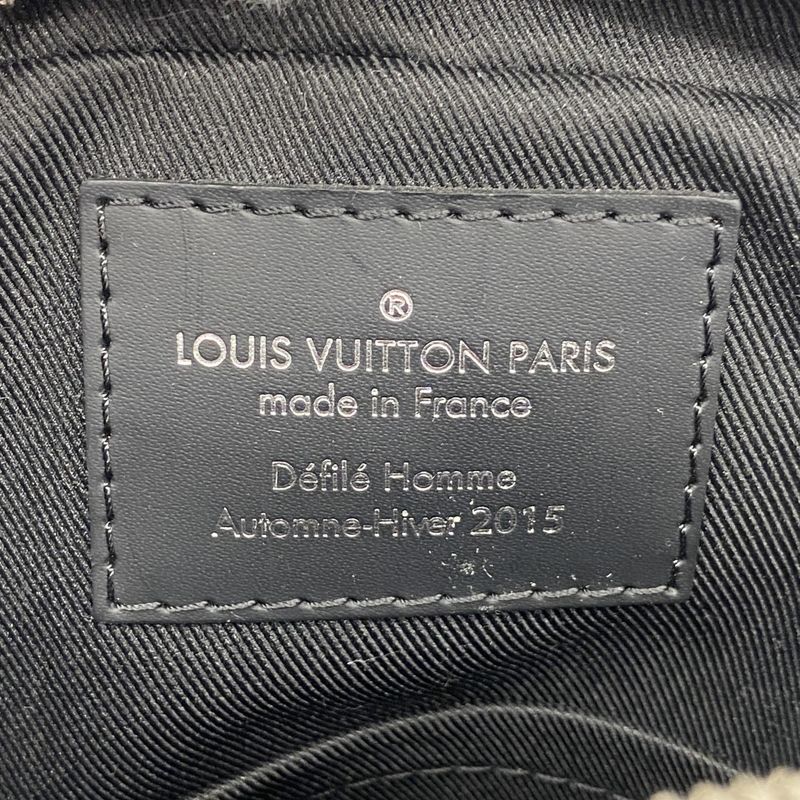 ®
LOUIS VUITTON PARIS
made in France
Défilé Homme
Automne-Hiver 2015